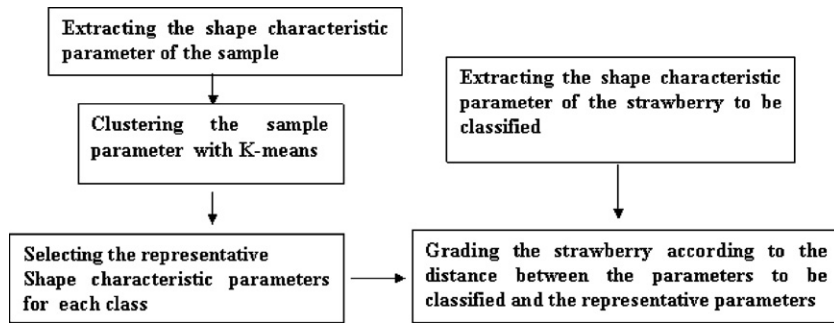 Extracting the shape characteristic
parameter of the sample
Clustering the sample
parameter with K-means
Selecting the representative
Shape characteristic parameters
for each class
Extracting the shape characteristic
parameter of the strawberry to be
classified
Grading the strawberry according to the
distance between the parameters to be
classified and the representative parameters